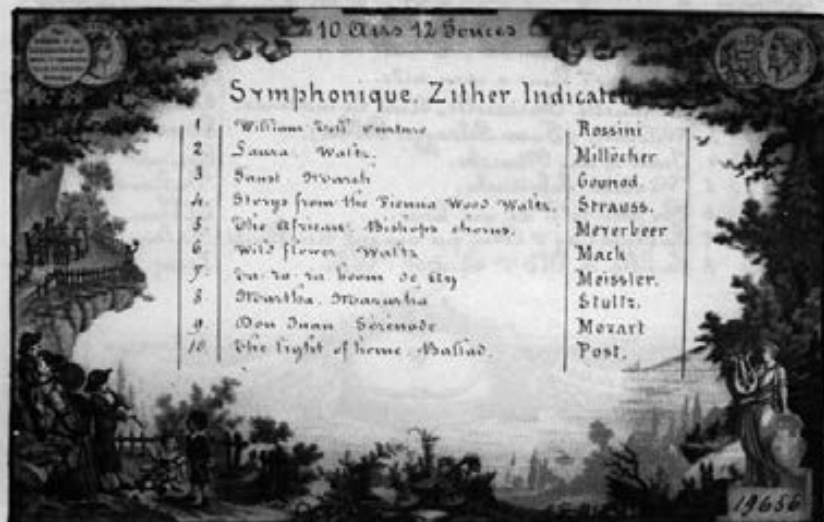 10 Airs 12 Pouces
Symphonique. Zither Indicate
1 William Tell Rossini
2 Laura. Waltz. Millöcher
3 Faust March Gounod.
4. Storys from the Vienna Wood Waltz. Strauss.
5. The African. Bishops chorus. Meyerbeer
6 Wild flower Waltz Mack
7. Ta-ra-ra boom de Ay Meissler.
8 Martha. Mazurka Stultz.
9. Don Juan Sérénade Mozart
10. The light of home. Ballad. Post.
19656